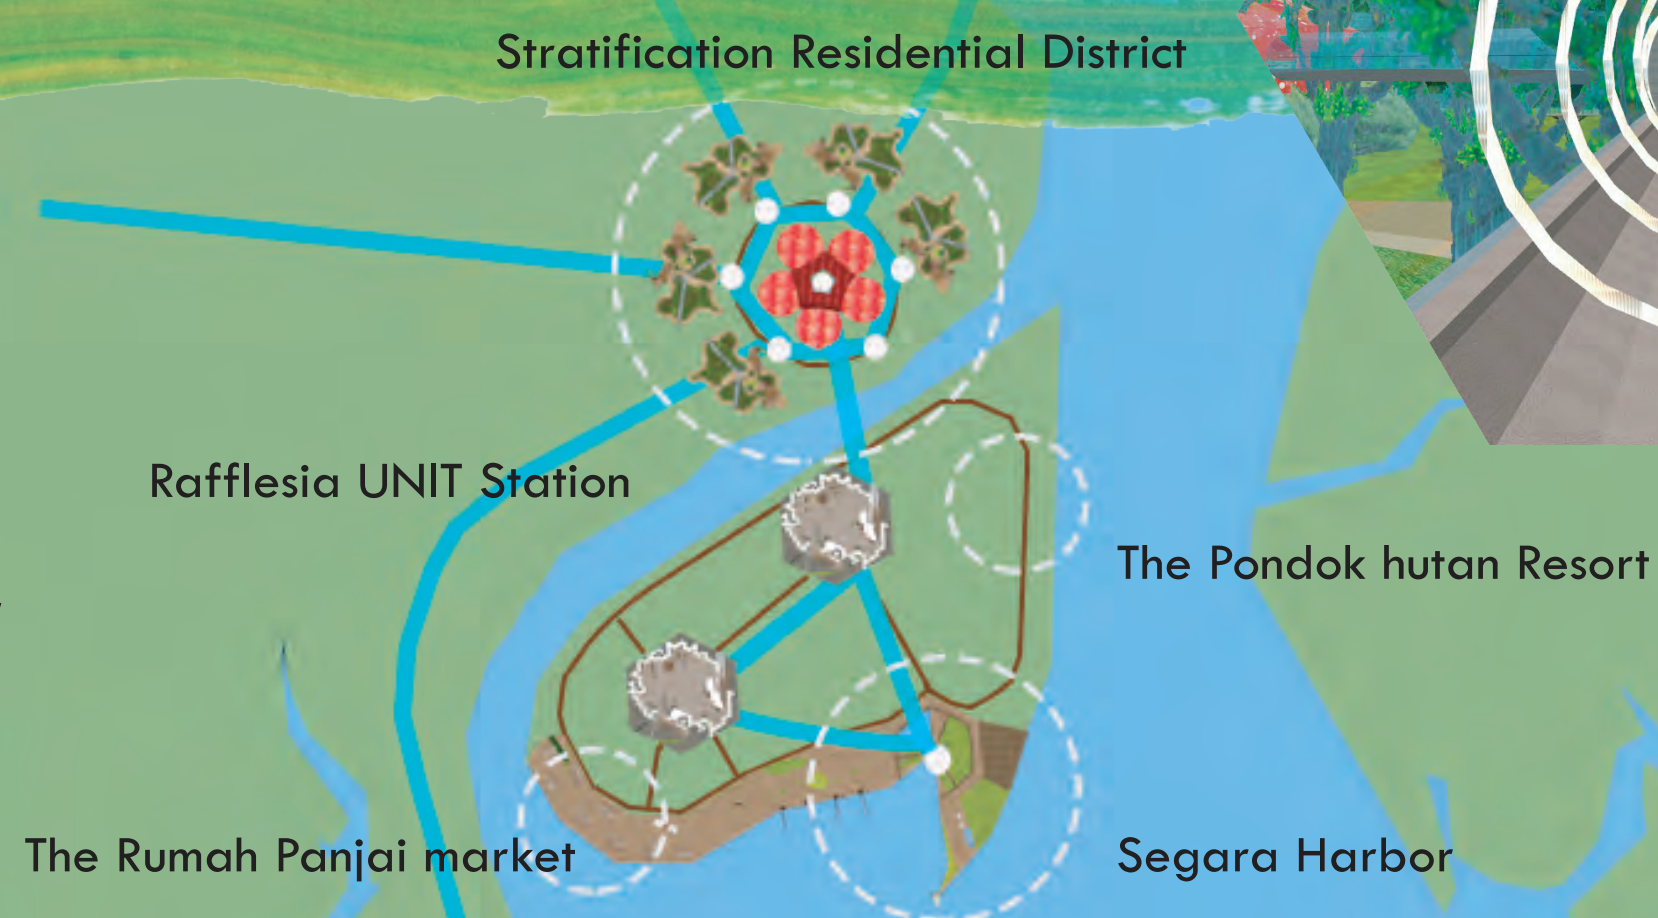 Stratification Residential District
Rafflesia UNIT Station
The Pondok hutan Resort
The Rumah Panjai market
Segara Harbor